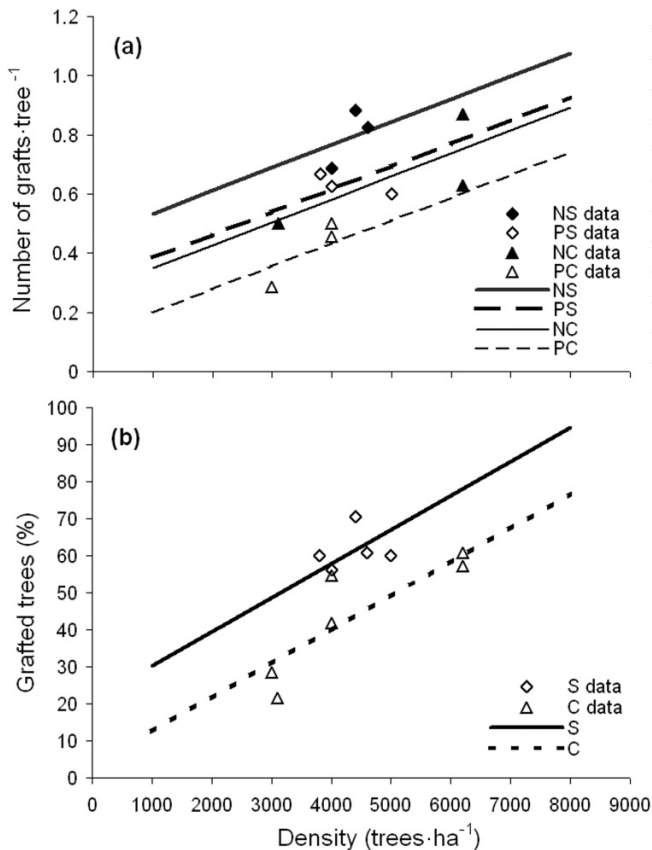 (a)
Number of grafts·tree⁻¹
1.2
1.0
0.8
0.6
0.4
0.2
0
NS data
PS data
NC data
PC data
NS
PS
NC
PC
(b)
Grafted trees (%)
100
90
80
70
60
50
40
30
20
10
0
S data
C data
S
C
0 1000 2000 3000 4000 5000 6000 7000 8000 9000
Density (trees·ha⁻¹)